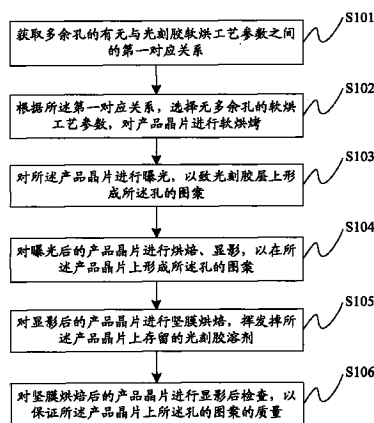 S101
获取多余孔的有无与光刻胶软烘工艺参数之间
的第一对应关系
S102
根据所述第一对应关系，选择无多余孔的软烘
工艺参数，对产品晶片进行软烘烤
S103
对所述产品晶片进行曝光，以致光刻胶层上形
成所述孔的图案
S104
对曝光后的产品晶片进行烘焙、显影，以在所
述产品晶片上形成所述孔的图案
S105
对显影后的产品晶片进行坚膜烘焙，挥发掉所
述产品晶片上存留的光刻胶溶剂
S106
对坚膜烘焙后的产品晶片进行显影后检查，以
保证所述产品晶片上所述孔的图案的质量